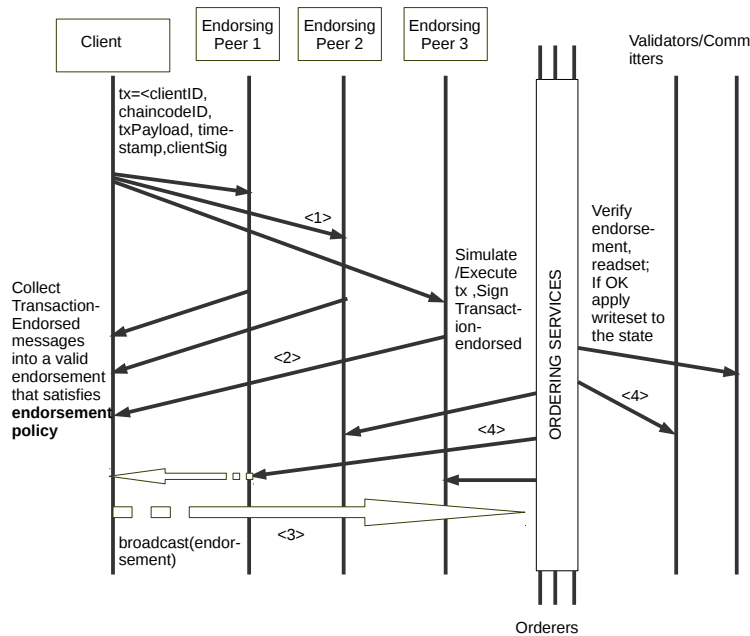 Client
Endorsing
Peer 1
Endorsing
Peer 2
Endorsing
Peer 3
Validators/Comm
itters
tx=<clientID,
chaincodeID,
txPayload, time-
stamp,clientSig
<1>
Verify
endorse-
ment,
readset;
If OK
apply
writeset to
the state
Simulate
/Execute
tx ,Sign
Transact-
ion-
endorsed
ORDERING SERVICES
Collect
Transaction-
Endorsed
messages
into a valid
endorsement
that satisfies
endorsement
policy
<2>
<4>
<4>
<3>
broadcast(endor-
sement)
Orderers